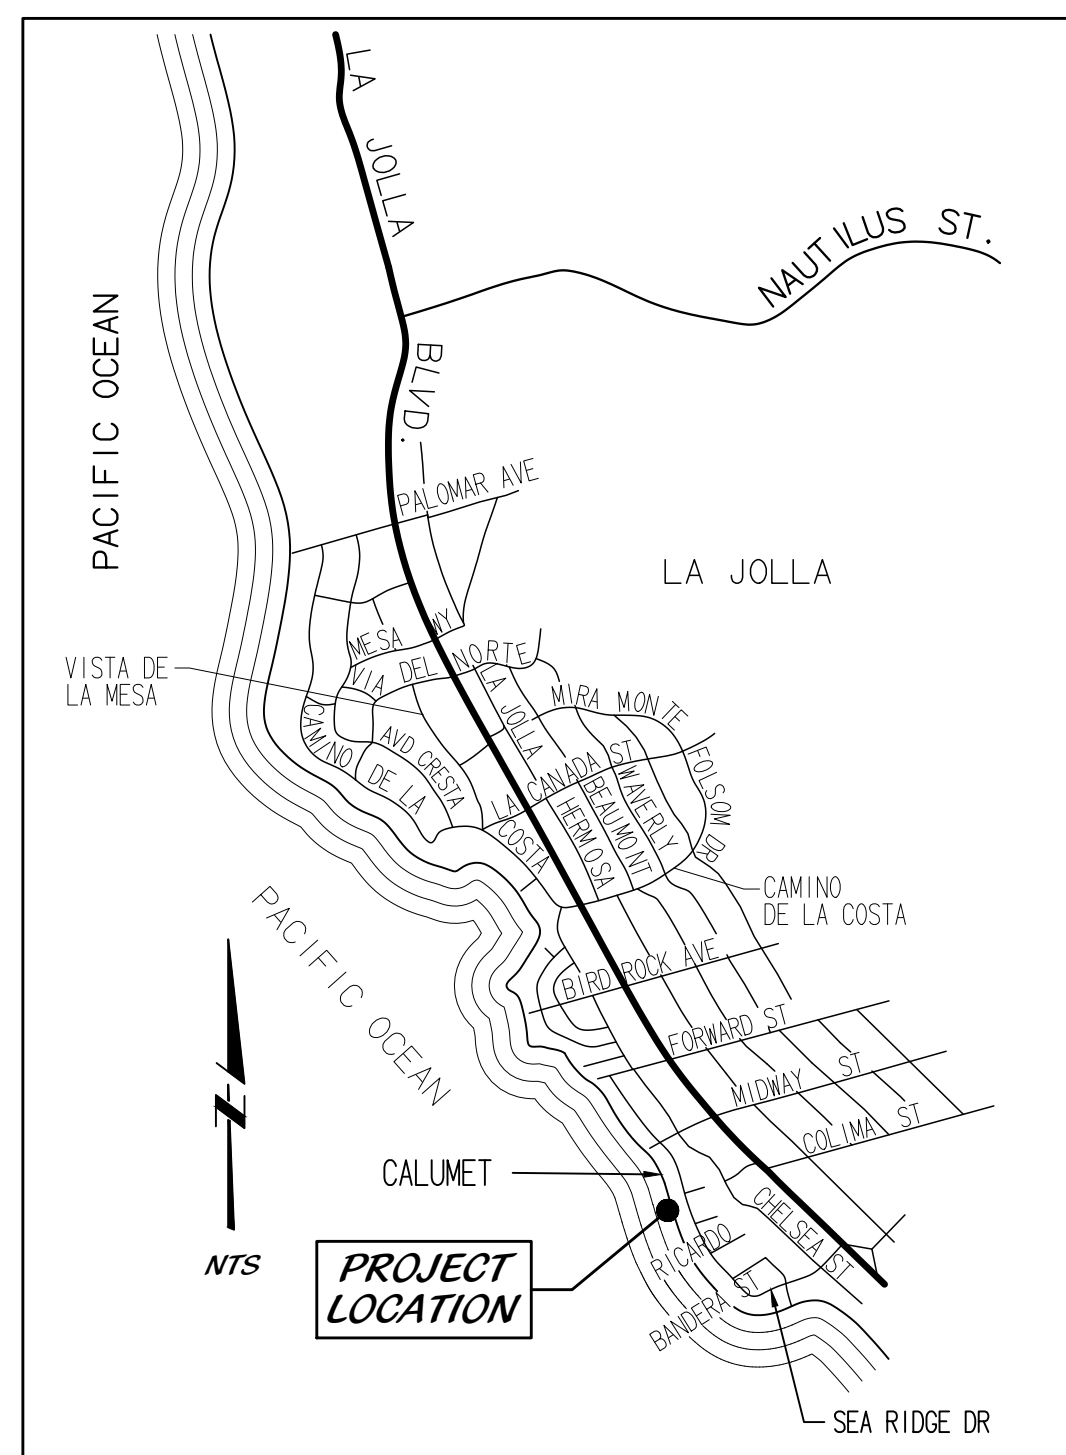 LA JOLLA BLVD.
NAUTILUS ST.
PACIFIC OCEAN
PALOMAR AVE
LA JOLLA
MESA WY
VIA DEL NORTE
VISTA DE
LA MESA
LA JOLLA
MIRA MONTE
CAMINO DE LA COSTA
AVD CRESTA
LA CANADA ST
FOLSOM DR
WAVERLY
BEAUMONT
HERMOSA
CAMINO
DE LA COSTA
PACIFIC OCEAN
BIRD ROCK AVE
FORWARD ST
MIDWAY ST
COLIMA ST
CALUMET
CHELSEA ST
N
NTS
PROJECT
LOCATION
RICARDO
BANDERA ST
SEA RIDGE DR